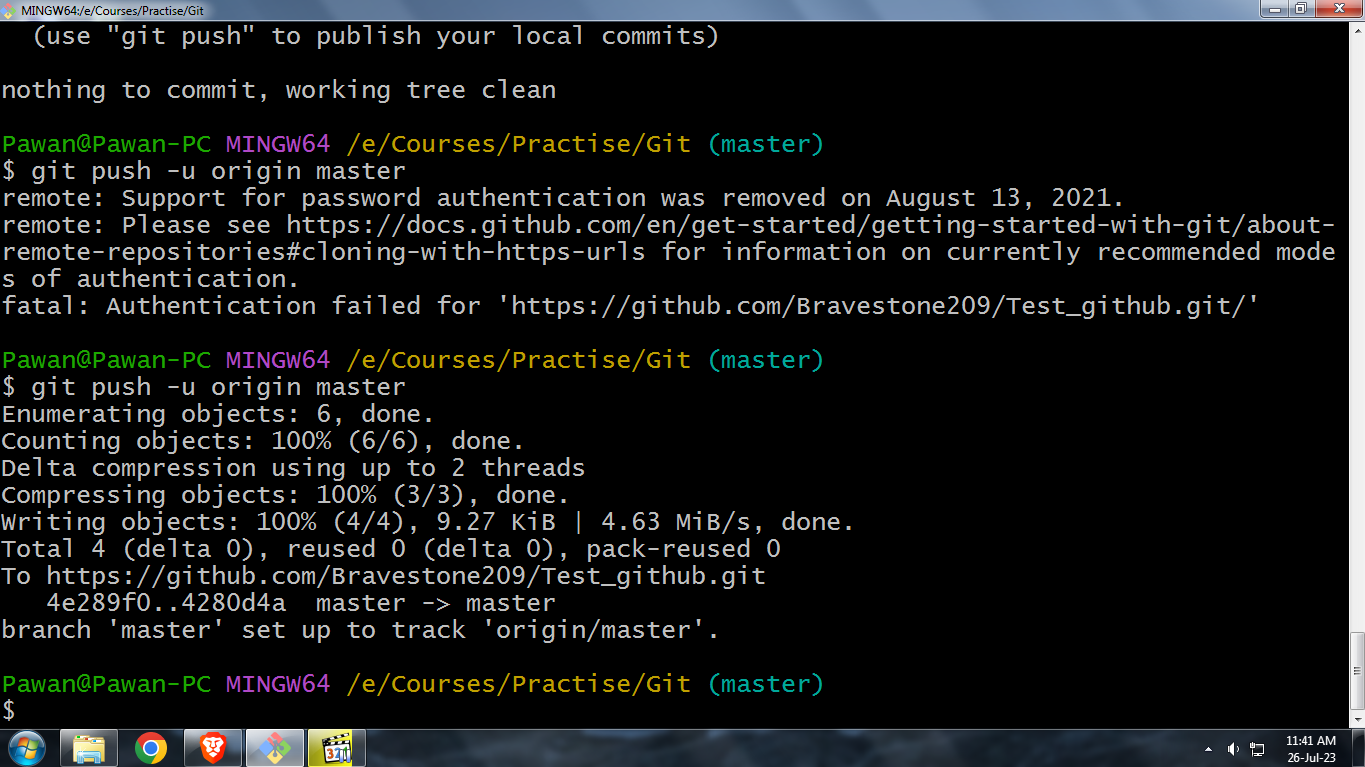 MINGW64:/e/Courses/Practise/Git
(use "git push" to publish your local commits)
nothing to commit, working tree clean
Pawan@Pawan-PC MINGW64 /e/Courses/Practise/Git (master)
$ git push -u origin master
remote: Support for password authentication was removed on August 13, 2021.
remote: Please see https://docs.github.com/en/get-started/getting-started-with-git/about-
remote-repositories#cloning-with-https-urls for information on currently recommended mode
s of authentication.
fatal: Authentication failed for 'https://github.com/Bravestone209/Test_github.git/'
Pawan@Pawan-PC MINGW64 /e/Courses/Practise/Git (master)
$ git push -u origin master
Enumerating objects: 6, done.
Counting objects: 100% (6/6), done.
Delta compression using up to 2 threads
Compressing objects: 100% (3/3), done.
Writing objects: 100% (4/4), 9.27 KiB | 4.63 MiB/s, done.
Total 4 (delta 0), reused 0 (delta 0), pack-reused 0
To https://github.com/Bravestone209/Test_github.git
4e289f0..4280d4a  master -> master
branch 'master' set up to track 'origin/master'.
Pawan@Pawan-PC MINGW64 /e/Courses/Practise/Git (master)
$
321
11:41 AM
26-Jul-23